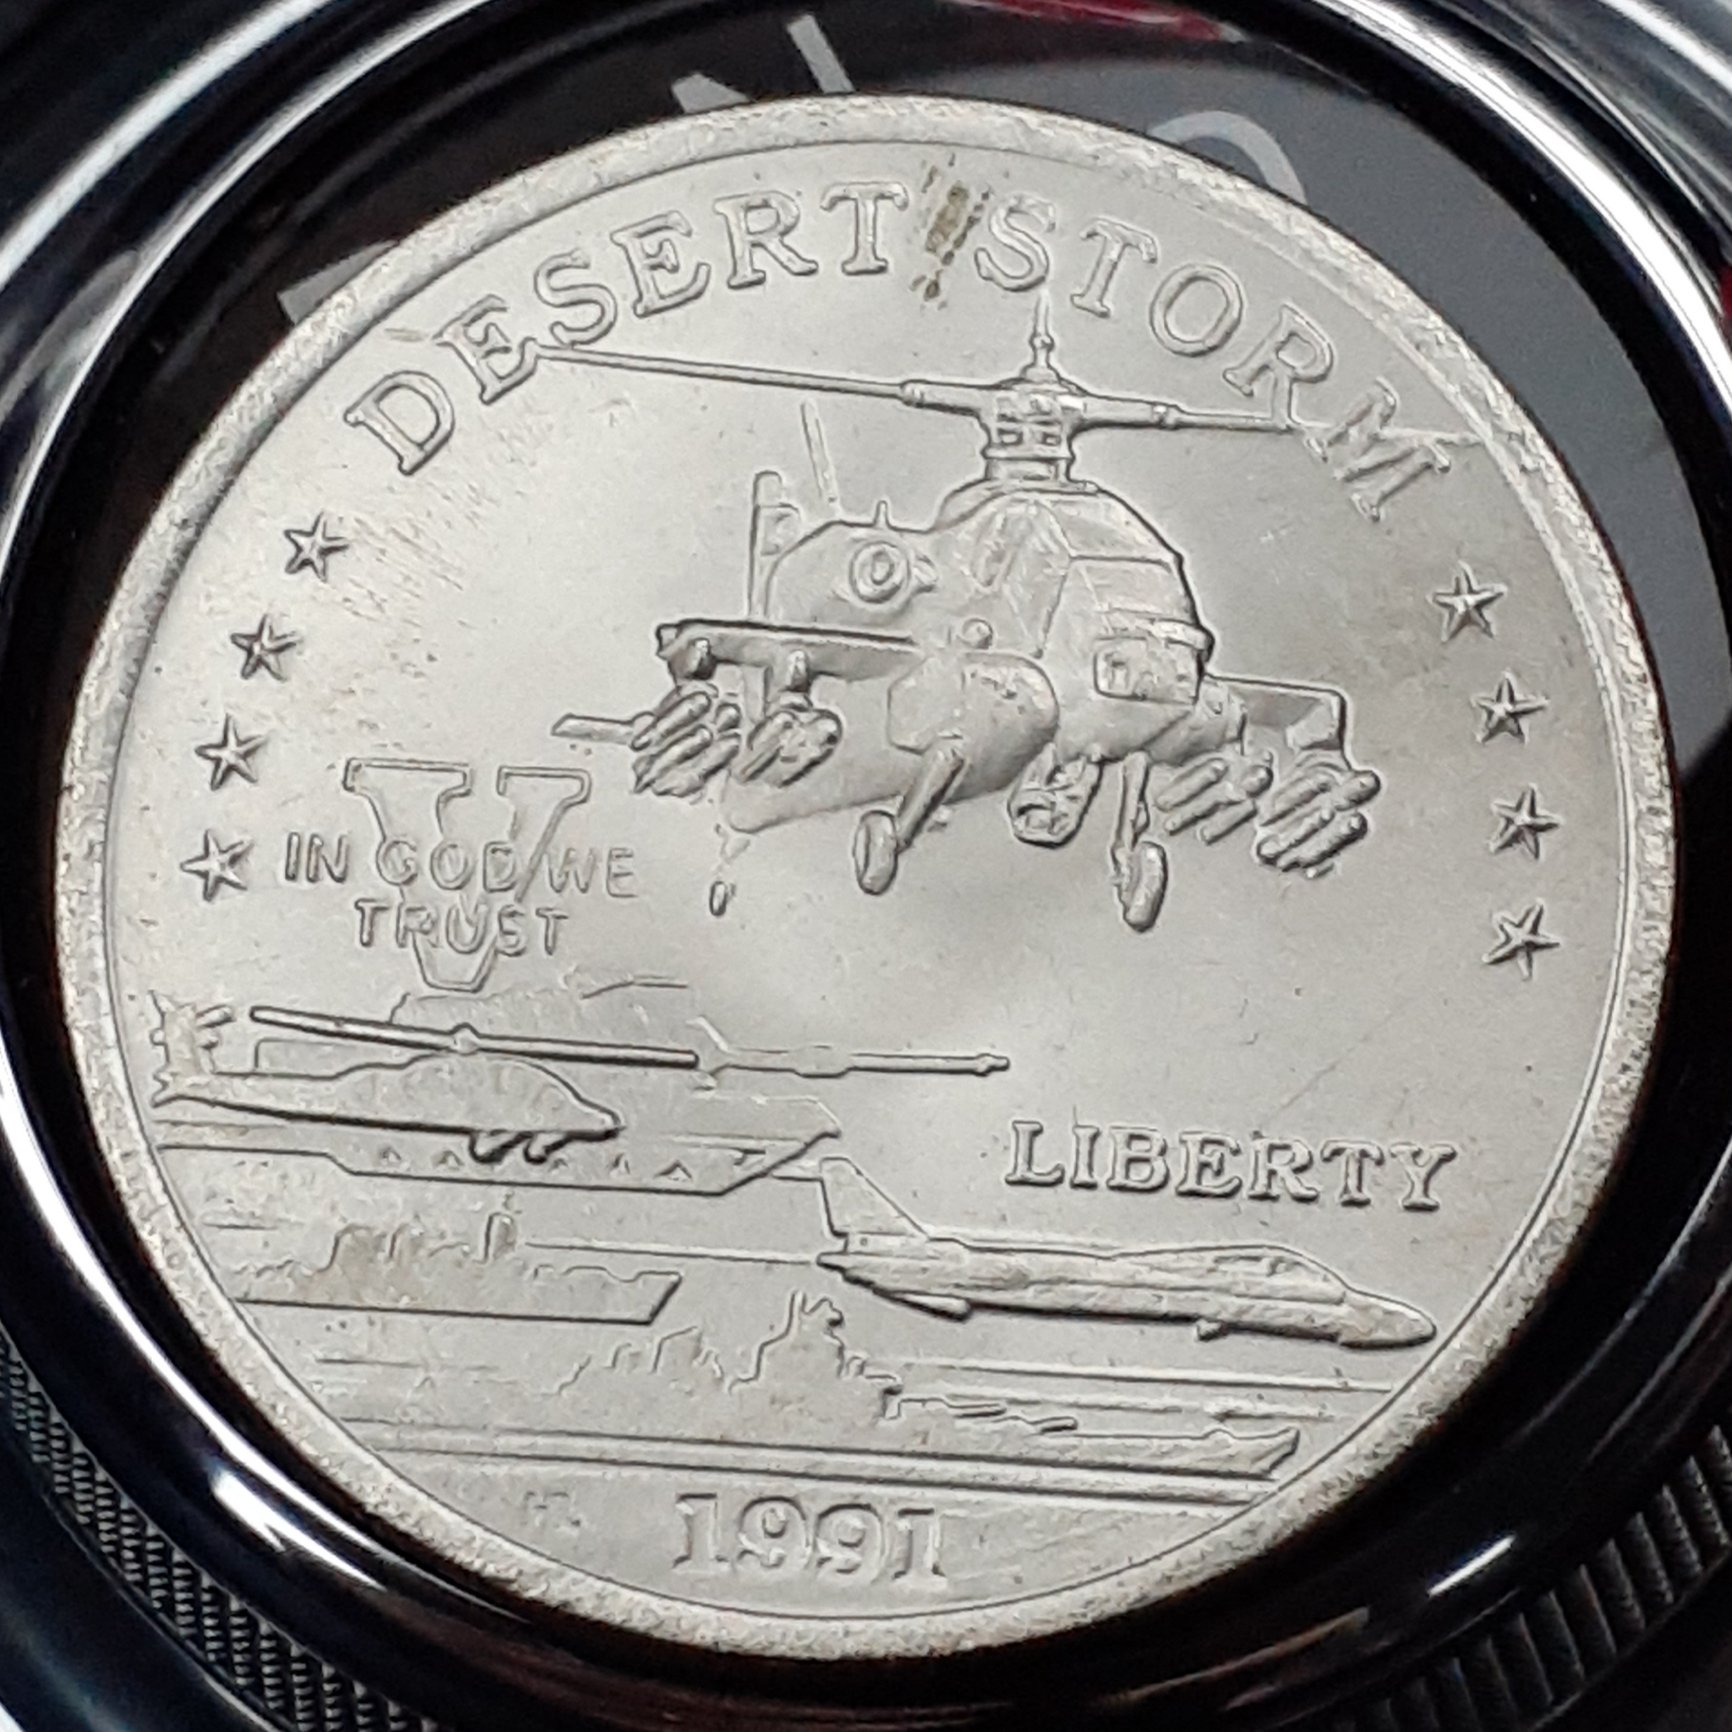 DESERT STORM
V
IN GOD WE
TRUST
LIBERTY
1991